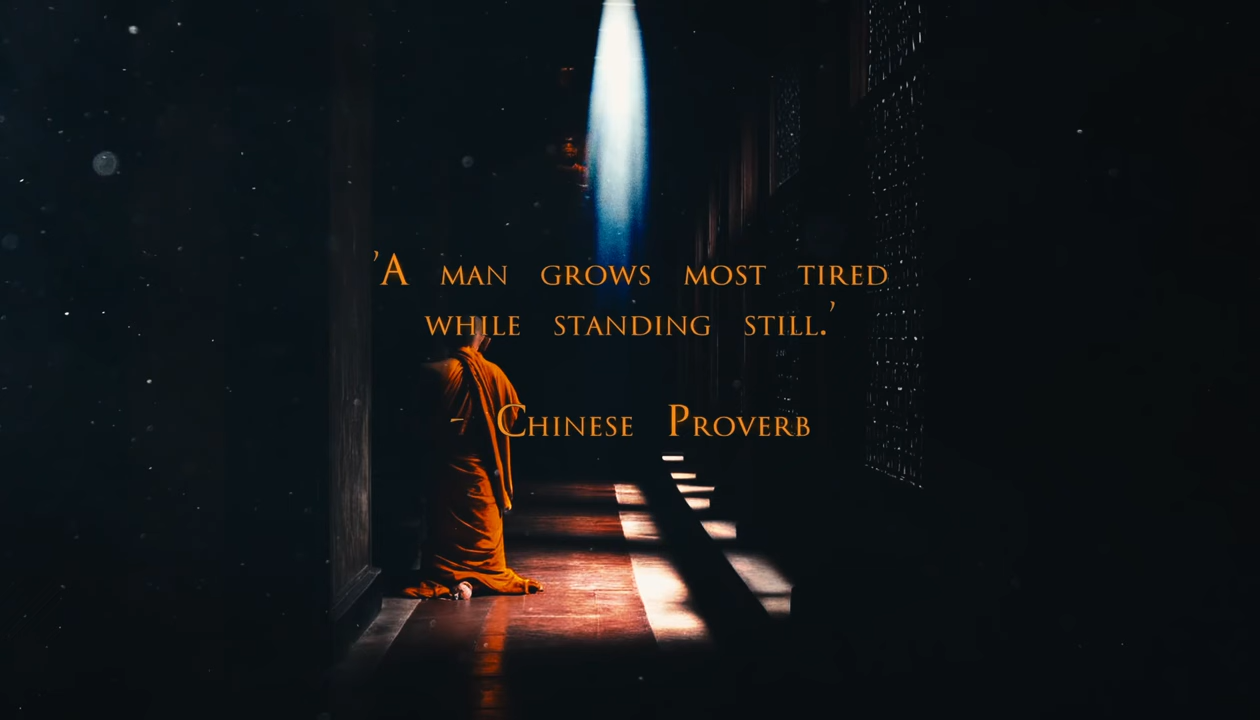 'A man grows most tired
while standing still.'
- Chinese Proverb